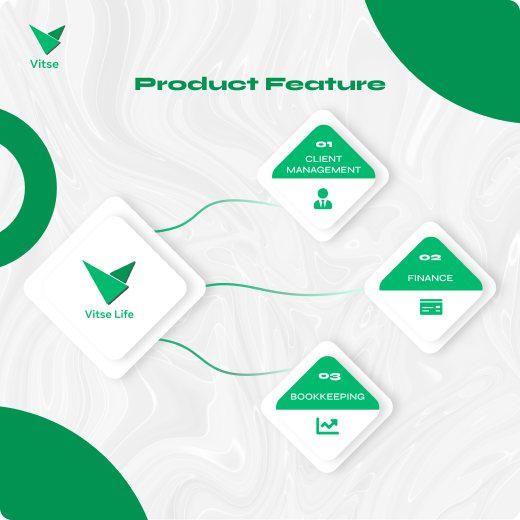 Vitse
Product Feature
01
CLIENT
MANAGEMENT
02
FINANCE
Vitse Life
03
BOOKKEEPING